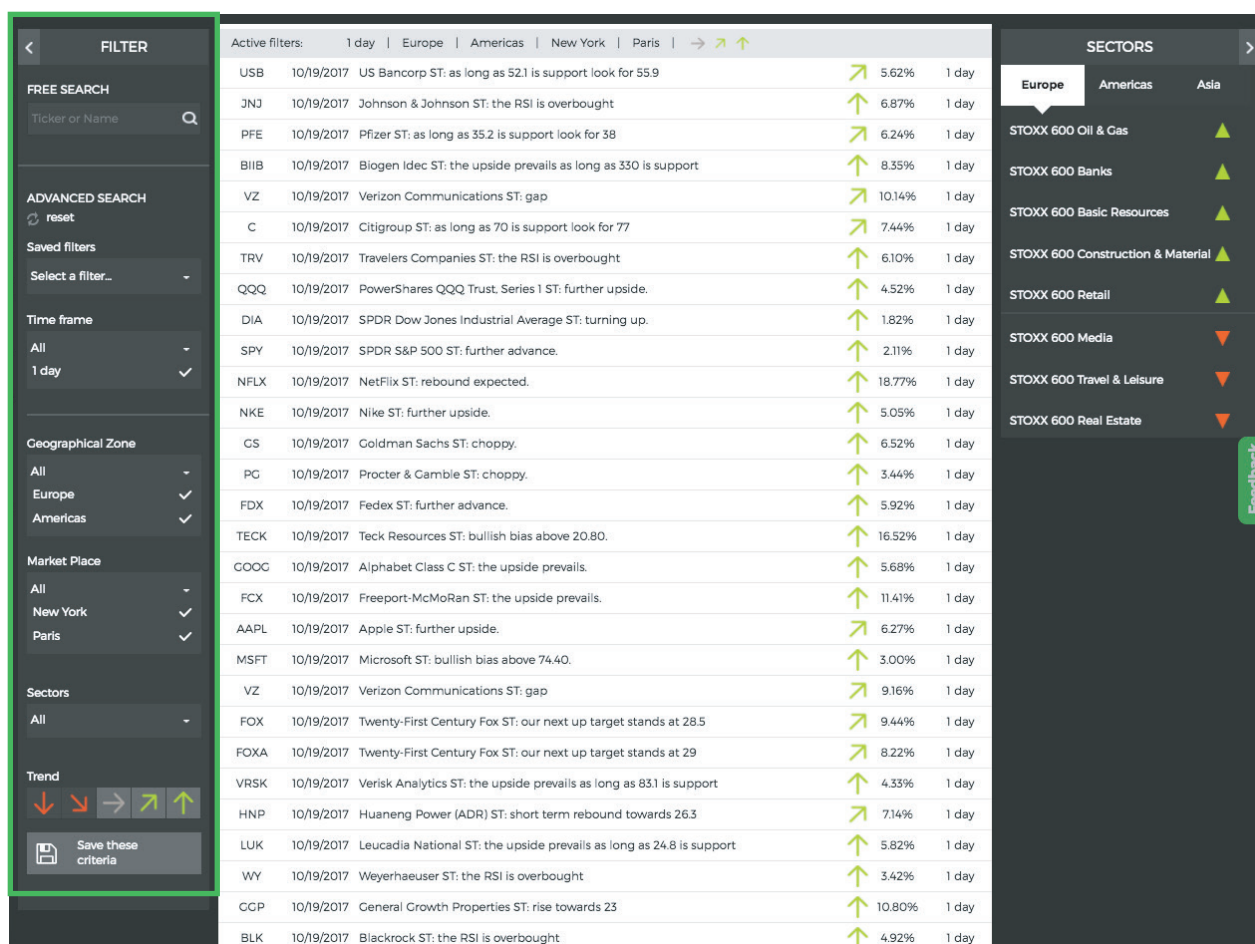 FILTER
FREE SEARCH
Ticker or Name
ADVANCED SEARCH
reset
Saved filters
Select a filter...
Time frame
All
1 day
Geographical Zone
All
Europe
Americas
Market Place
All
New York
Paris
Sectors
All
Trend
Save these
criteria
Active filters: 1 day | Europe | Americas | New York | Paris |
USB 10/19/2017 US Bancorp ST: as long as 52.1 is support look for 55.9 5.62% 1 day
JNJ 10/19/2017 Johnson & Johnson ST: the RSI is overbought 6.87% 1 day
PFE 10/19/2017 Pfizer ST: as long as 35.2 is support look for 38 6.24% 1 day
BIIB 10/19/2017 Biogen Idec ST: the upside prevails as long as 330 is support 8.35% 1 day
VZ 10/19/2017 Verizon Communications ST: gap 10.14% 1 day
C 10/19/2017 Citigroup ST: as long as 70 is support look for 77 7.44% 1 day
TRV 10/19/2017 Travelers Companies ST: the RSI is overbought 6.10% 1 day
QQQ 10/19/2017 PowerShares QQQ Trust, Series 1 ST: further upside. 4.52% 1 day
DIA 10/19/2017 SPDR Dow Jones Industrial Average ST: turning up. 1.82% 1 day
SPY 10/19/2017 SPDR S&P 500 ST: further advance. 2.11% 1 day
NFLX 10/19/2017 NetFlix ST: rebound expected. 18.77% 1 day
NKE 10/19/2017 Nike ST: further upside. 5.05% 1 day
GS 10/19/2017 Goldman Sachs ST: choppy. 6.52% 1 day
PG 10/19/2017 Procter & Gamble ST: choppy. 3.44% 1 day
FDX 10/19/2017 Fedex ST: further advance. 5.92% 1 day
TECK 10/19/2017 Teck Resources ST: bullish bias above 20.80. 16.52% 1 day
GOOG 10/19/2017 Alphabet Class C ST: the upside prevails. 5.68% 1 day
FCX 10/19/2017 Freeport-McMoRan ST: the upside prevails. 11.41% 1 day
AAPL 10/19/2017 Apple ST: further upside. 6.27% 1 day
MSFT 10/19/2017 Microsoft ST: bullish bias above 74.40. 3.00% 1 day
VZ 10/19/2017 Verizon Communications ST: gap 9.16% 1 day
FOX 10/19/2017 Twenty-First Century Fox ST: our next up target stands at 28.5 9.44% 1 day
FOXA 10/19/2017 Twenty-First Century Fox ST: our next up target stands at 29 8.22% 1 day
VRSK 10/19/2017 Verisk Analytics ST: the upside prevails as long as 83.1 is support 4.33% 1 day
HNP 10/19/2017 Huaneng Power (ADR) ST: short term rebound towards 26.3 7.14% 1 day
LUK 10/19/2017 Leucadia National ST: the upside prevails as long as 24.8 is support 5.82% 1 day
WY 10/19/2017 Weyerhaeuser ST: the RSI is overbought 3.42% 1 day
GGP 10/19/2017 General Growth Properties ST: rise towards 23 10.80% 1 day
BLK 10/19/2017 Blackrock ST: the RSI is overbought 4.92% 1 day
SECTORS
Europe Americas Asia
STOXX 600 Oil & Gas
STOXX 600 Banks
STOXX 600 Basic Resources
STOXX 600 Construction & Material
STOXX 600 Retail
STOXX 600 Media
STOXX 600 Travel & Leisure
STOXX 600 Real Estate
Feedback